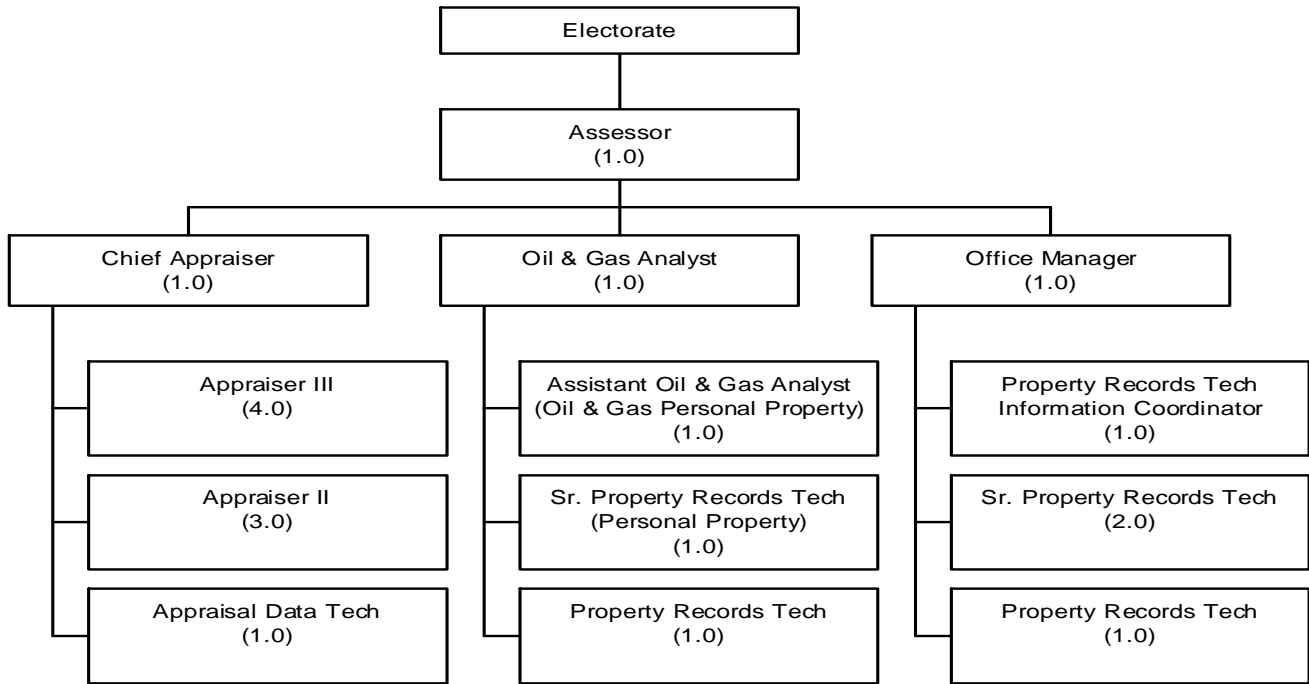 Electorate
Assessor
(1.0)
Chief Appraiser
(1.0)
Oil & Gas Analyst
(1.0)
Office Manager
(1.0)
Appraiser III
(4.0)
Assistant Oil & Gas Analyst
(Oil & Gas Personal Property)
(1.0)
Property Records Tech
Information Coordinator
(1.0)
Appraiser II
(3.0)
Sr. Property Records Tech
(Personal Property)
(1.0)
Sr. Property Records Tech
(2.0)
Appraisal Data Tech
(1.0)
Property Records Tech
(1.0)
Property Records Tech
(1.0)